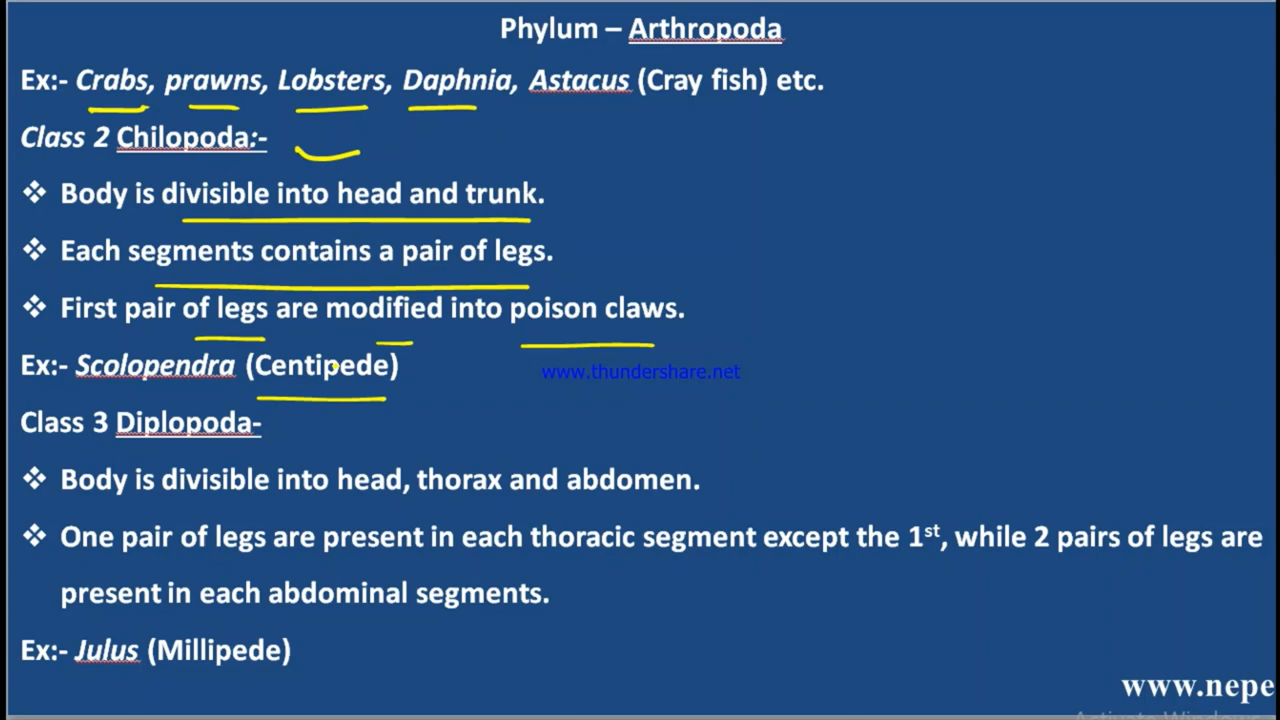 Phylum – Arthropoda
Ex:- Crabs, prawns, Lobsters, Daphnia, Astacus (Cray fish) etc.
Class 2 Chilopoda:-
❖ Body is divisible into head and trunk.
❖ Each segments contains a pair of legs.
❖ First pair of legs are modified into poison claws.
Ex:- Scolopendra (Centipede)
www.thundershare.net
Class 3 Diplopoda-
❖ Body is divisible into head, thorax and abdomen.
❖ One pair of legs are present in each thoracic segment except the 1st, while 2 pairs of legs are
present in each abdominal segments.
Ex:- Julus (Millipede)
www.nepe